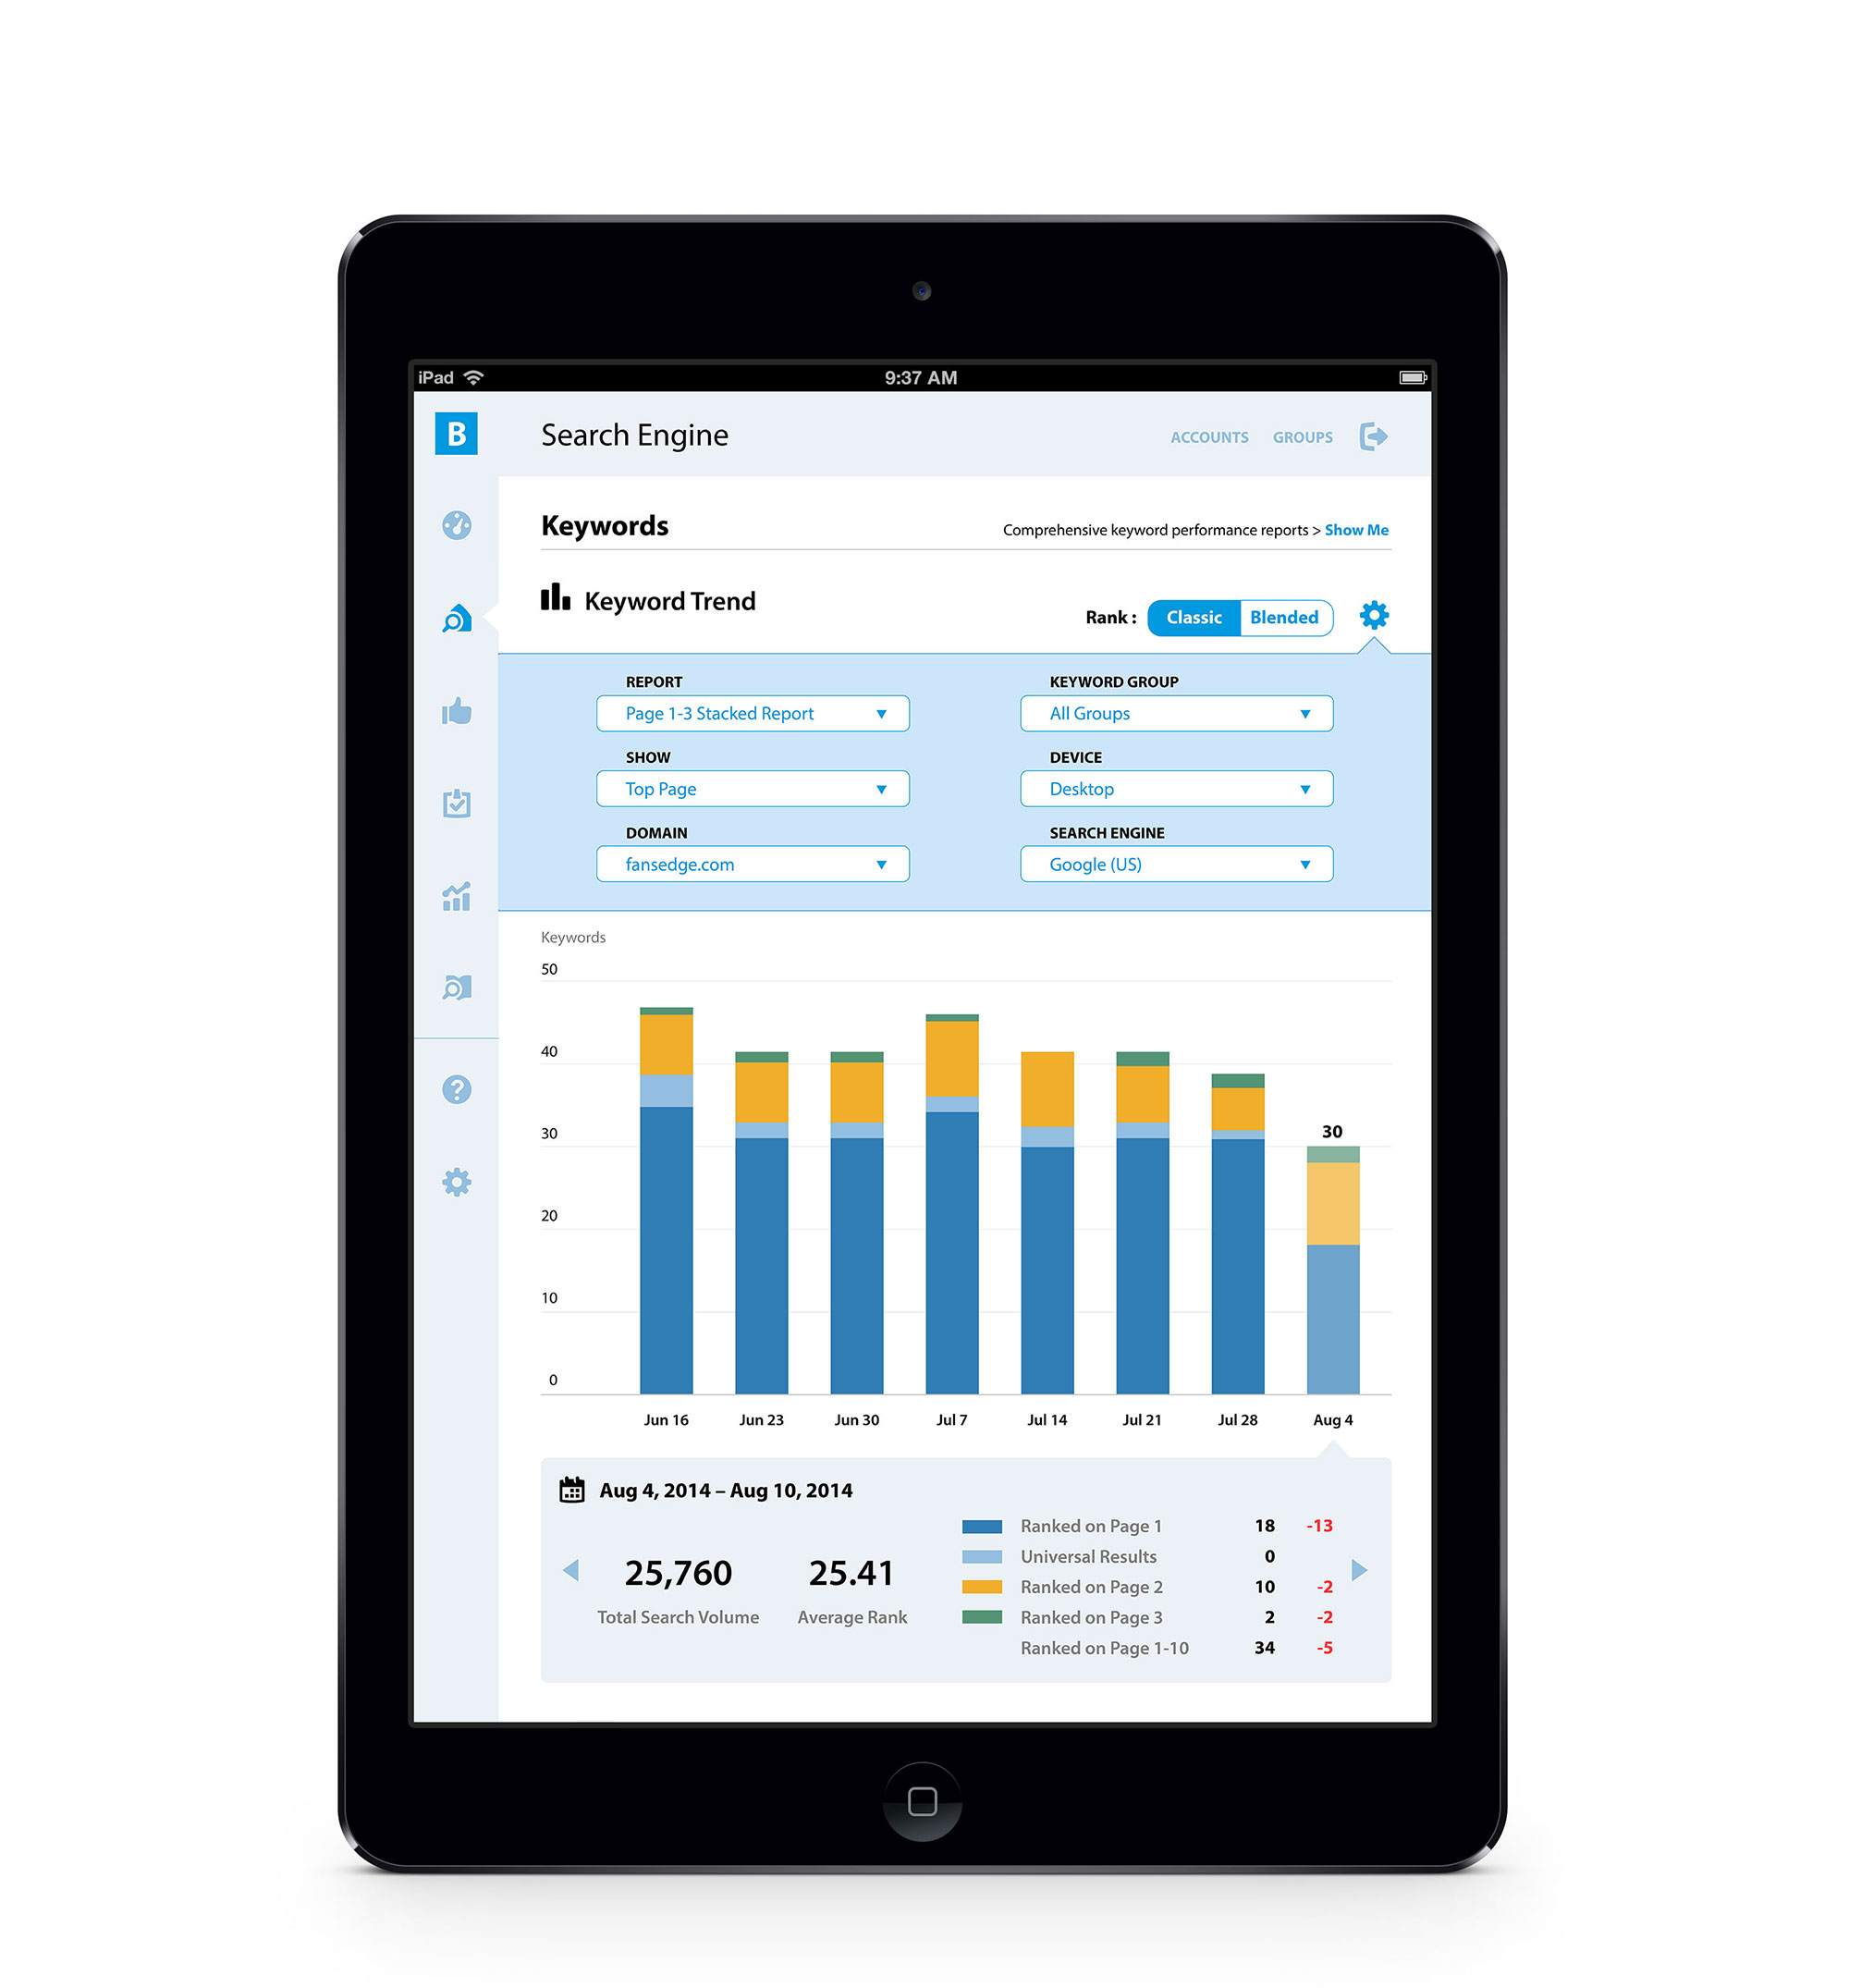 iPad 9:37 AM
B Search Engine ACCOUNTS GROUPS
Keywords Comprehensive keyword performance reports > Show Me
Keyword Trend Rank : Classic Blended
REPORT KEYWORD GROUP
Page 1-3 Stacked Report ▼ All Groups ▼
SHOW DEVICE
Top Page ▼ Desktop ▼
DOMAIN SEARCH ENGINE
fansedge.com ▼ Google (US) ▼
Keywords
50
40
30 30
20
10
0
Jun 16 Jun 23 Jun 30 Jul 7 Jul 14 Jul 21 Jul 28 Aug 4
Aug 4, 2014 – Aug 10, 2014
Ranked on Page 1 18 -13
Universal Results 0
25,760 25.41
Ranked on Page 2 10 -2
Total Search Volume Average Rank Ranked on Page 3 2 -2
Ranked on Page 1-10 34 -5